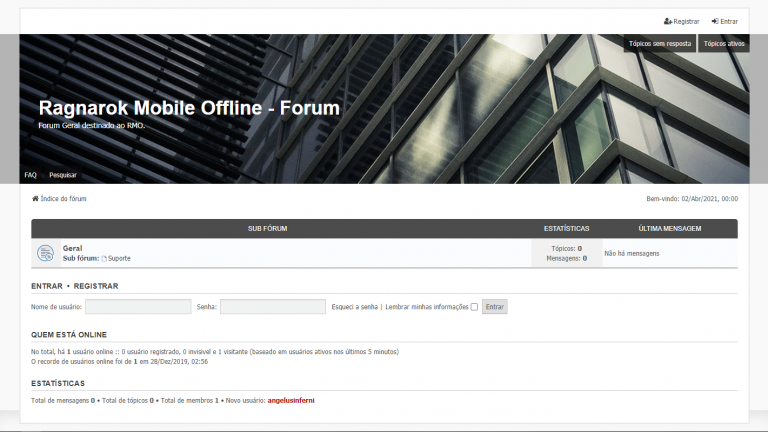 Registrar Entrar
Tópicos sem resposta Tópicos ativos
Ragnarok Mobile Offline - Forum
Forum Geral destinado ao RMO.
FAQ Pesquisar
Índice do fórum Bem-vindo: 02/Abr/2021, 00:00
SUB FÓRUM ESTATÍSTICAS ÚLTIMA MENSAGEM
Geral
Sub fórum: Suporte
Tópicos: 0
Mensagens: 0
Não há mensagens
ENTRAR • REGISTRAR
Nome de usuário: Senha: Esqueci a senha | Lembrar minhas informações Entrar
QUEM ESTÁ ONLINE
No total, há 1 usuário online :: 0 usuário registrado, 0 invisível e 1 visitante (baseado em usuários ativos nos últimos 5 minutos)
O recorde de usuários online foi de 1 em 28/Dez/2019, 02:56
ESTATÍSTICAS
Total de mensagens 0 • Total de tópicos 0 • Total de membros 1 • Novo usuário: angelusinferni